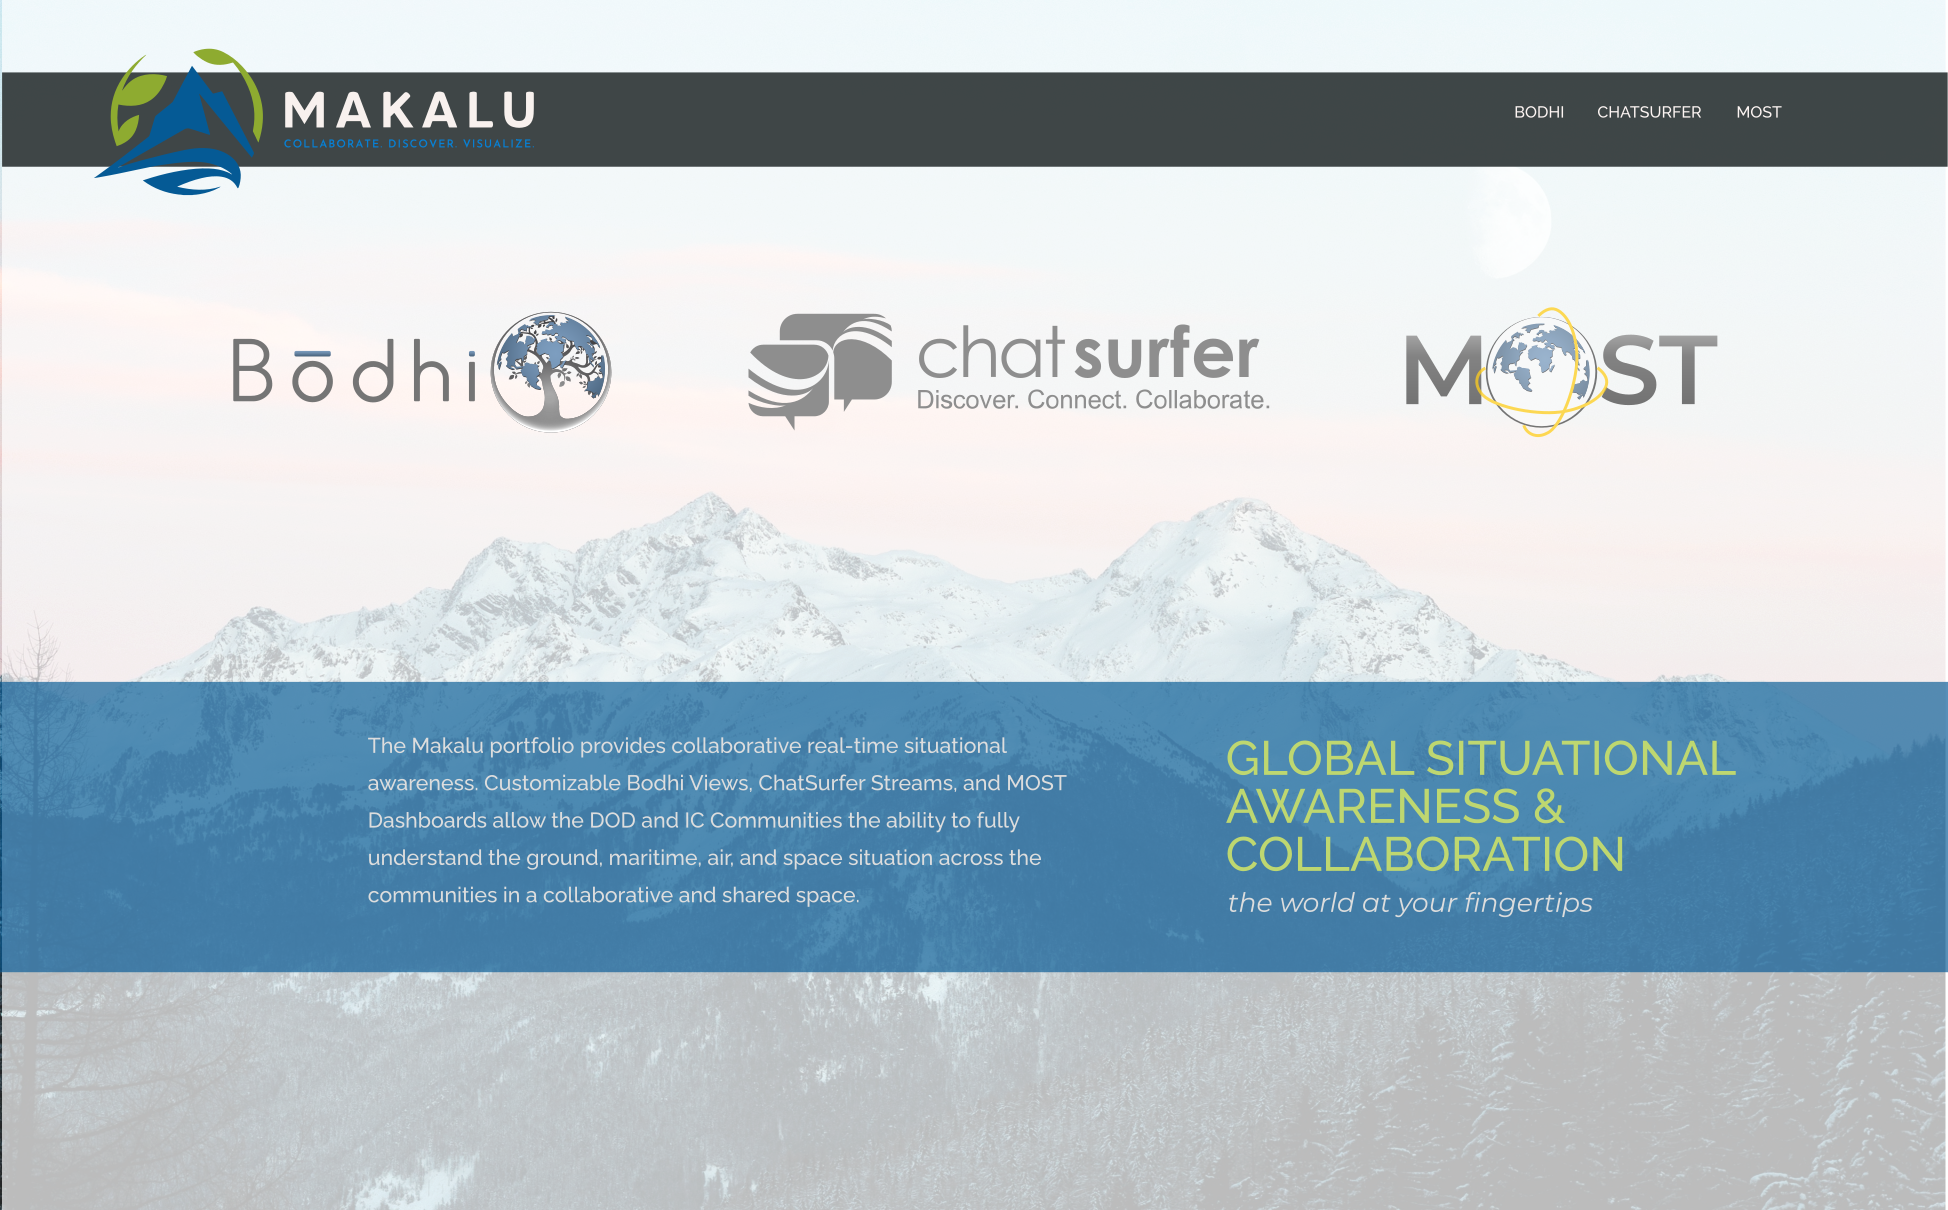 MAKALU
COLLABORATE. DISCOVER. VISUALIZE.
BODHI CHATSURFER MOST
Bōdhi
chatsurfer
Discover. Connect. Collaborate.
MOST
The Makalu portfolio provides collaborative real-time situational
awareness. Customizable Bodhi Views, ChatSurfer Streams, and MOST
Dashboards allow the DOD and IC Communities the ability to fully
understand the ground, maritime, air, and space situation across the
communities in a collaborative and shared space.
GLOBAL SITUATIONAL
AWARENESS &
COLLABORATION
the world at your fingertips